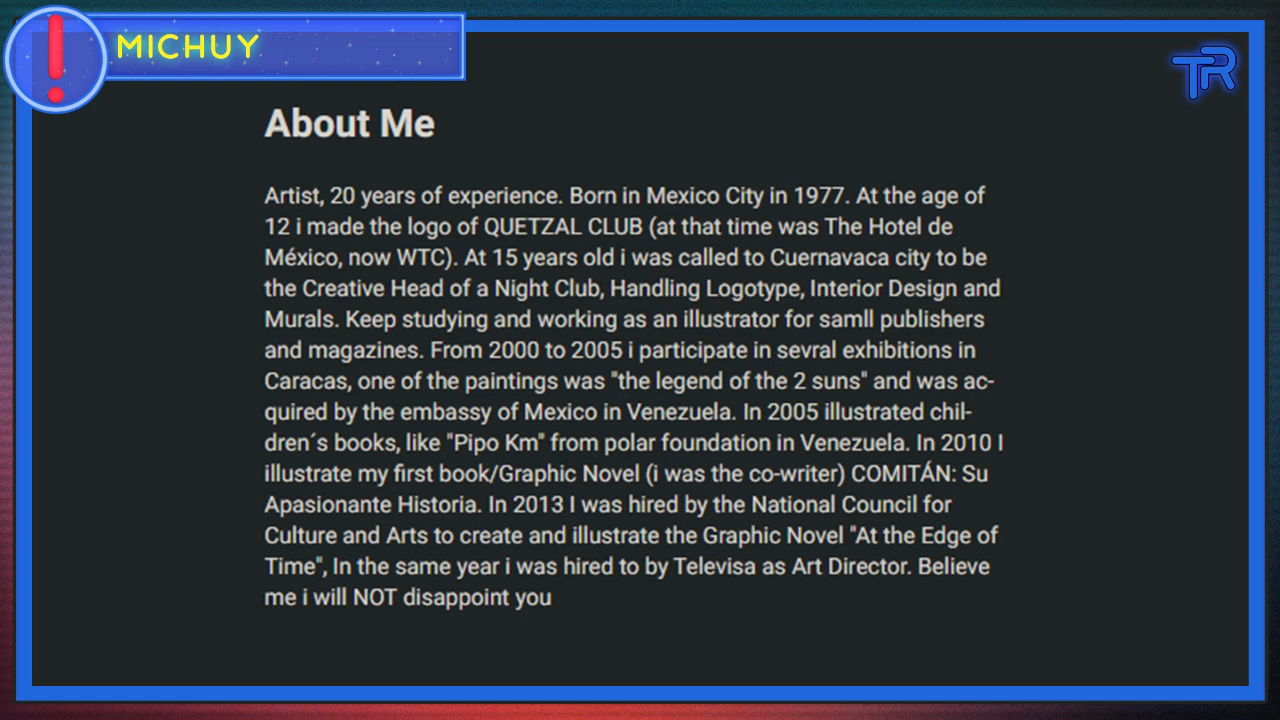 MICHUY
TR
About Me
Artist, 20 years of experience. Born in Mexico City in 1977. At the age of
12 i made the logo of QUETZAL CLUB (at that time was The Hotel de
México, now WTC). At 15 years old i was called to Cuernavaca city to be
the Creative Head of a Night Club, Handling Logotype, Interior Design and
Murals. Keep studying and working as an illustrator for samll publishers
and magazines. From 2000 to 2005 i participate in sevral exhibitions in
Caracas, one of the paintings was "the legend of the 2 suns" and was ac-
quired by the embassy of Mexico in Venezuela. In 2005 illustrated chil-
dren´s books, like "Pipo Km" from polar foundation in Venezuela. In 2010 I
illustrate my first book/Graphic Novel (i was the co-writer) COMITÁN: Su
Apasionante Historia. In 2013 I was hired by the National Council for
Culture and Arts to create and illustrate the Graphic Novel "At the Edge of
Time", In the same year i was hired to by Televisa as Art Director. Believe
me i will NOT disappoint you